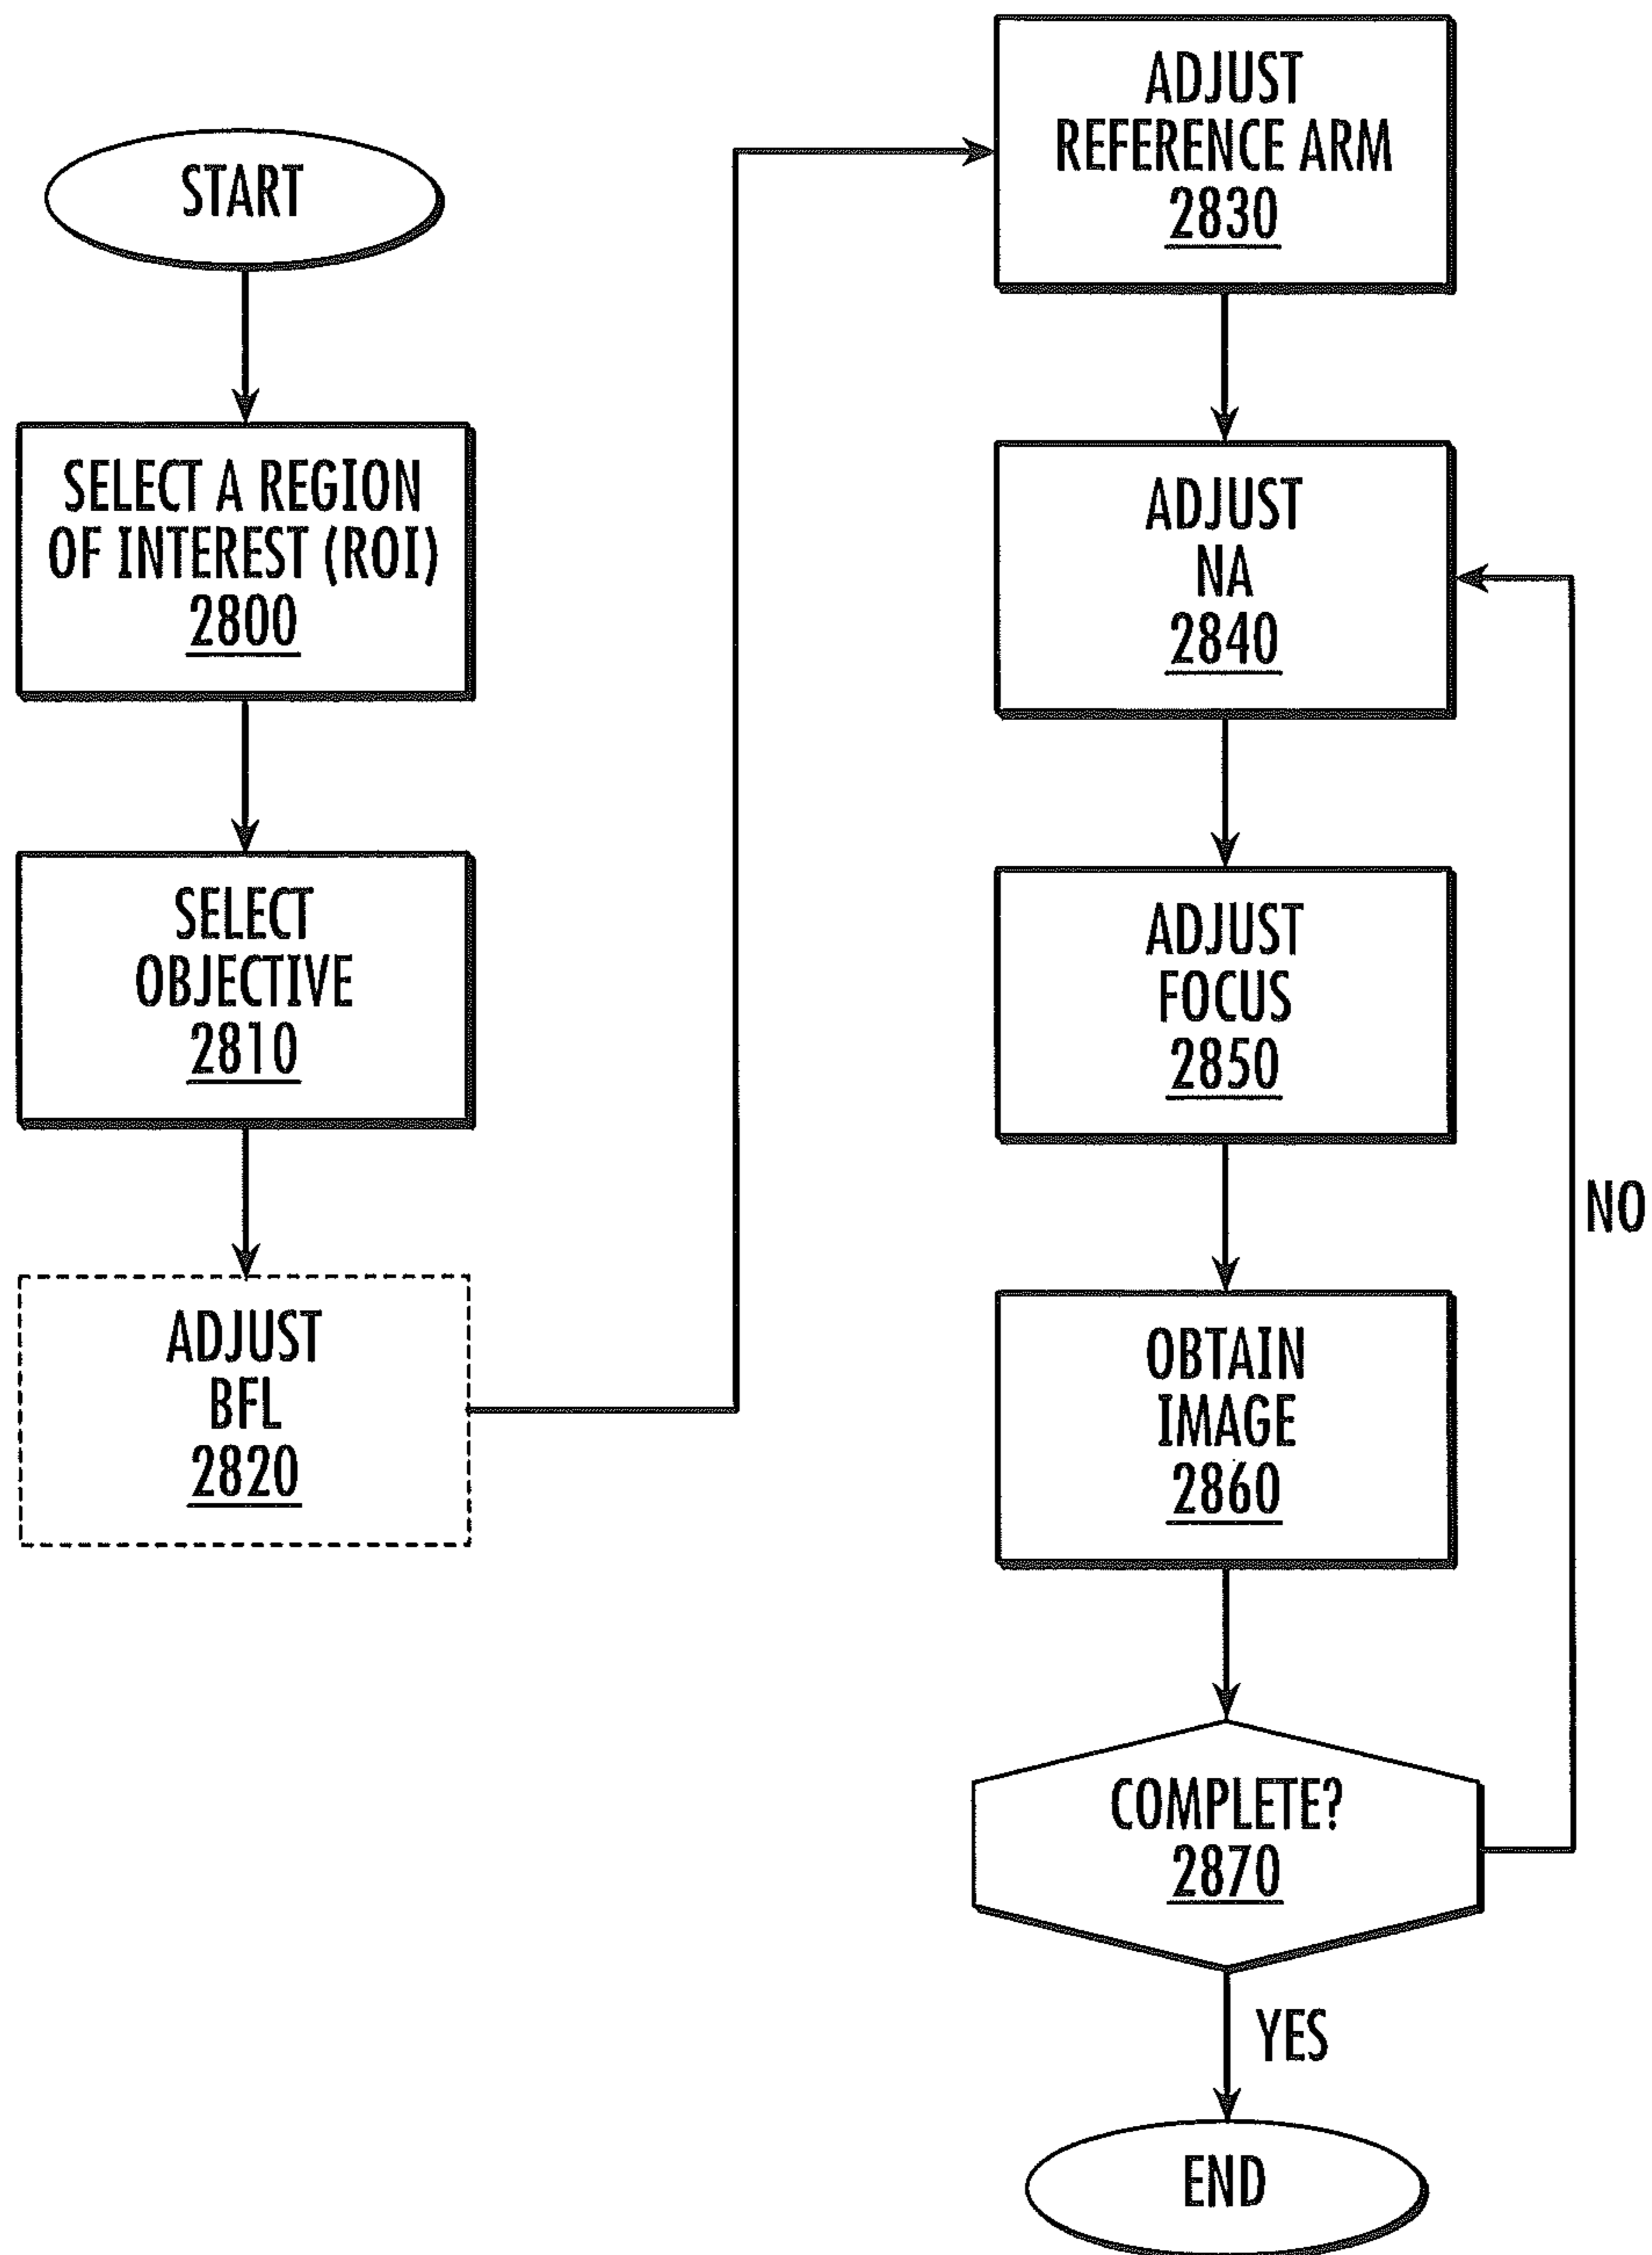 START
SELECT A REGION
OF INTEREST (ROI)
2800
SELECT
OBJECTIVE
2810
ADJUST
BFL
2820
ADJUST
REFERENCE ARM
2830
ADJUST
NA
2840
ADJUST
FOCUS
2850
OBTAIN
IMAGE
2860
COMPLETE?
2870
NO
YES
END